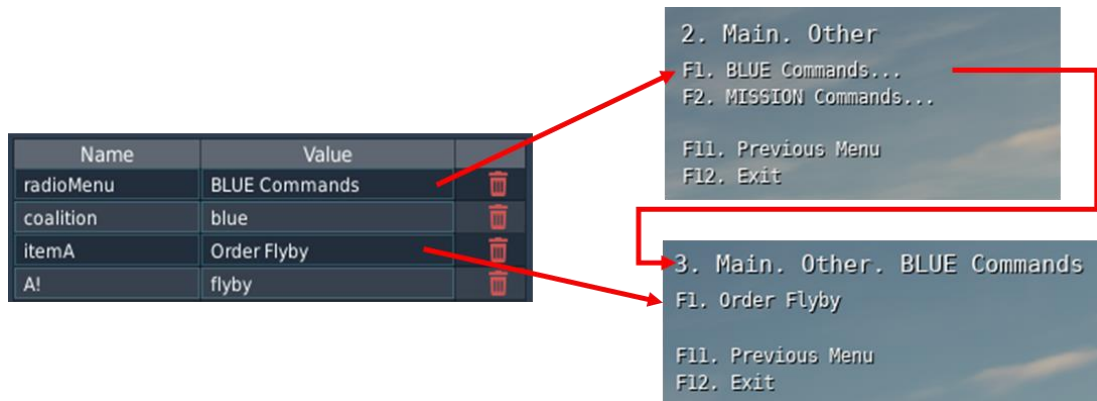 Name Value
radioMenu BLUE Commands
coalition blue
itemA Order Flyby
A! flyby
2. Main. Other
F1. BLUE Commands...
F2. MISSION Commands...
F11. Previous Menu
F12. Exit
3. Main. Other. BLUE Commands
F1. Order Flyby
F11. Previous Menu
F12. Exit